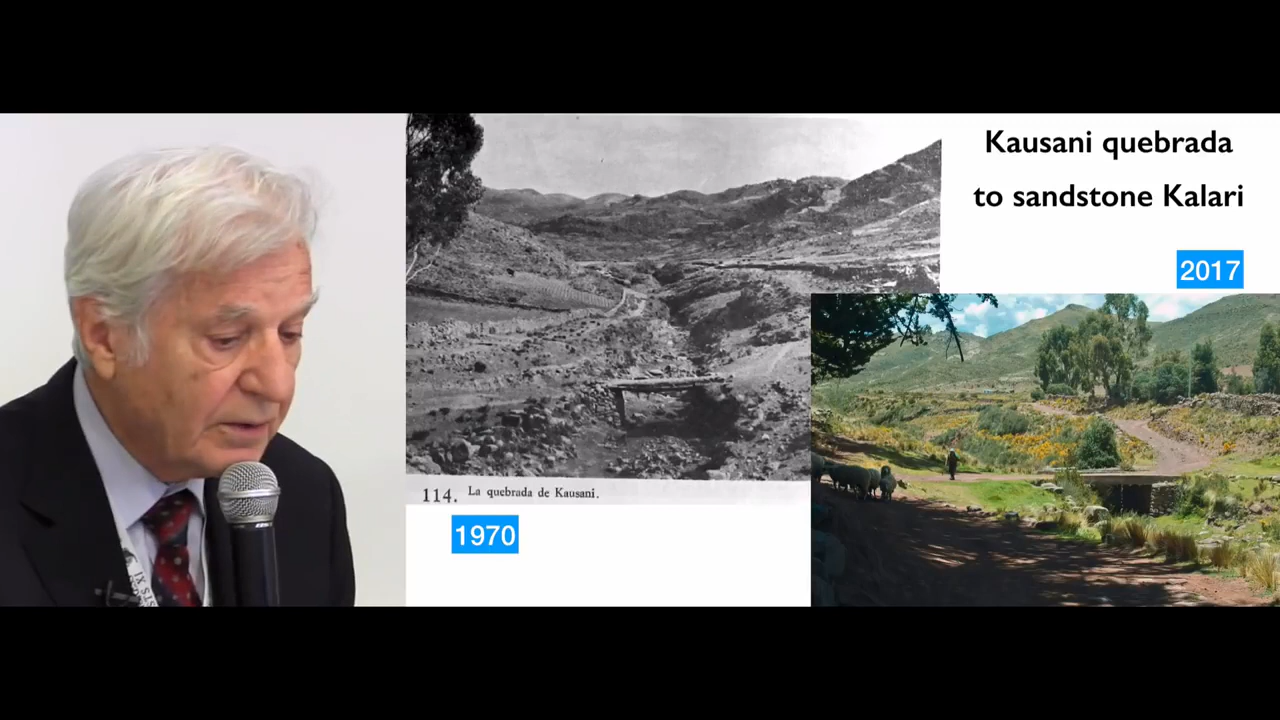 Kausani quebrada
to sandstone Kalari
2017
114. La quebrada de Kausani.
1970